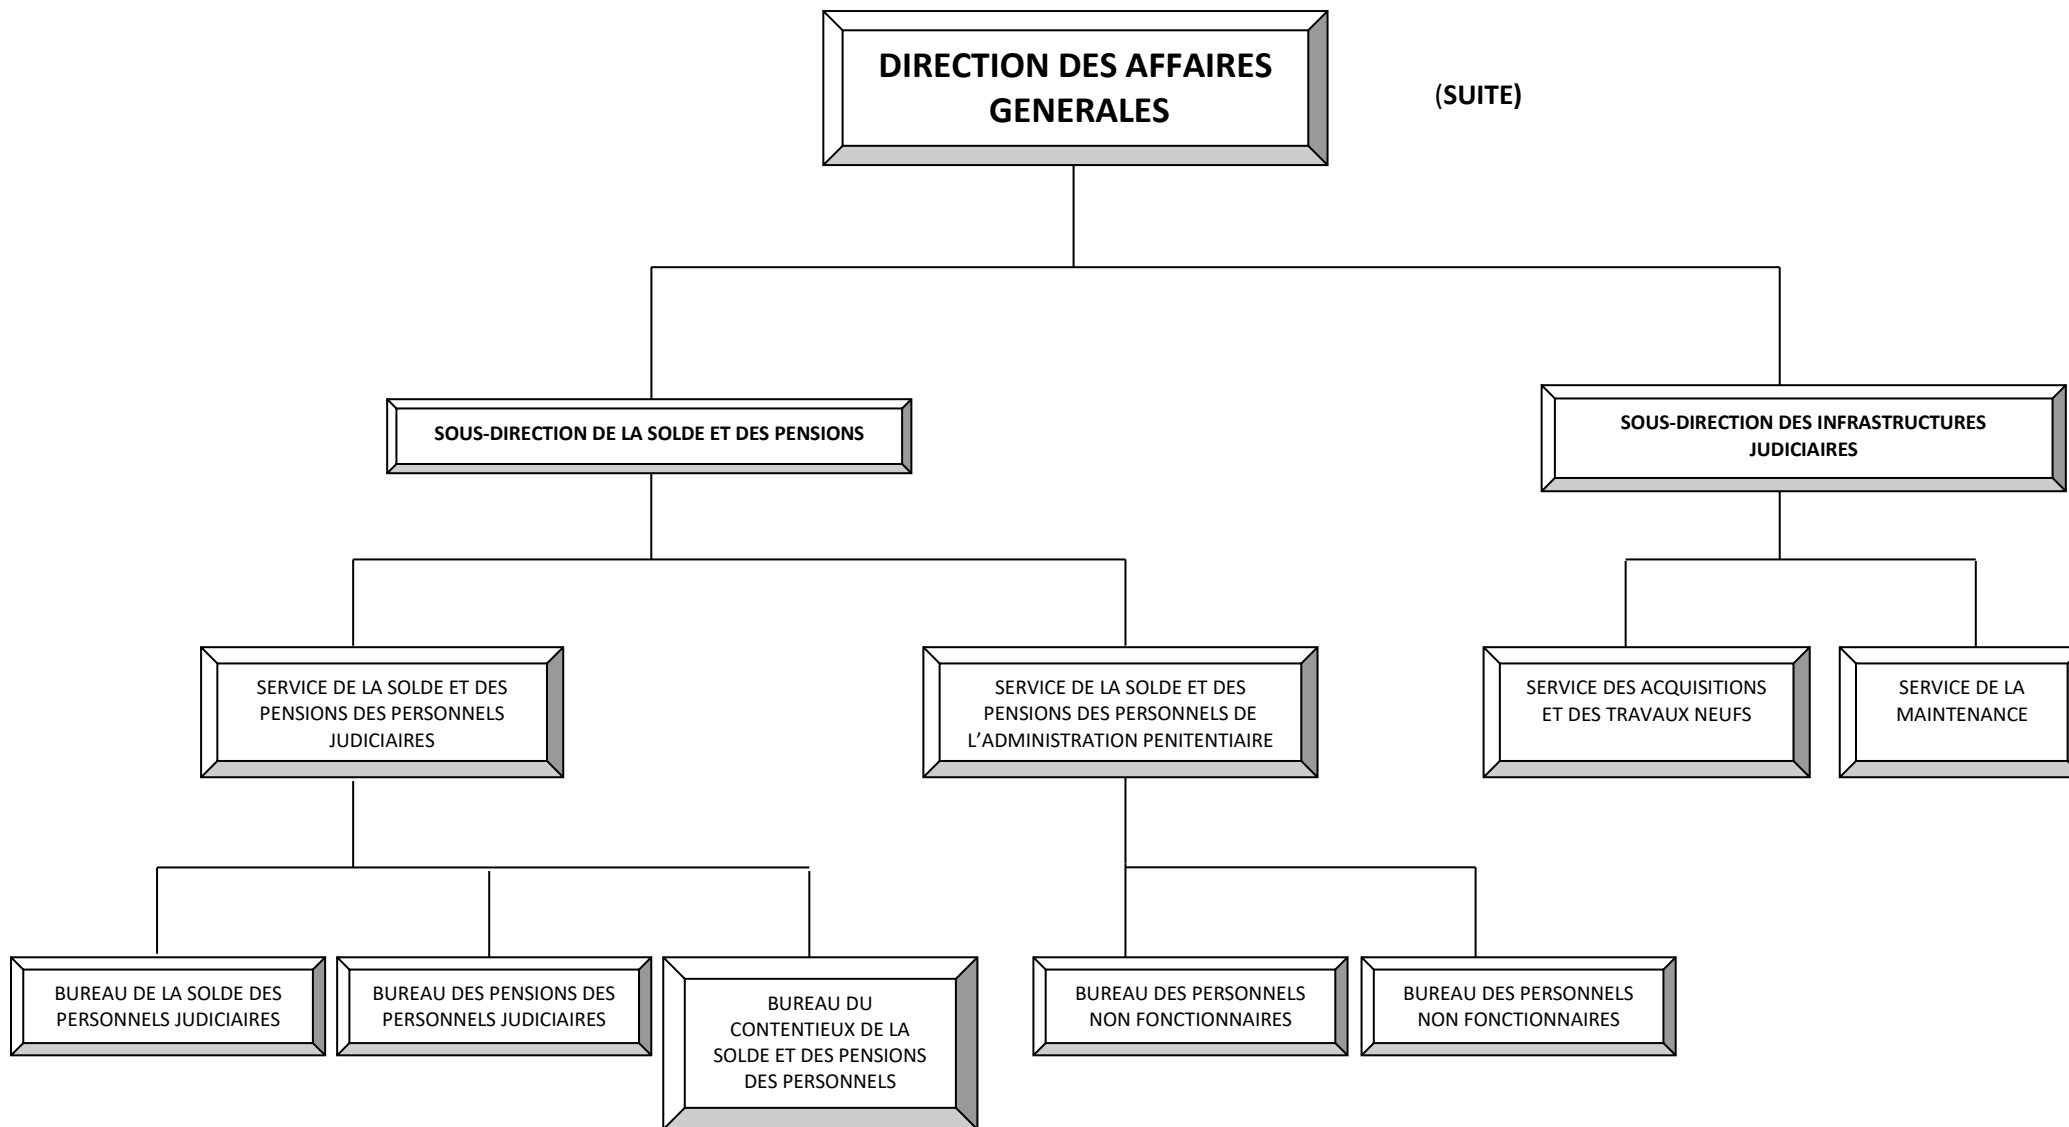 DIRECTION DES AFFAIRES
GENERALES
(SUITE)
SOUS-DIRECTION DE LA SOLDE ET DES PENSIONS
SOUS-DIRECTION DES INFRASTRUCTURES
JUDICIAIRES
SERVICE DE LA SOLDE ET DES
PENSIONS DES PERSONNELS
JUDICIAIRES
SERVICE DE LA SOLDE ET DES
PENSIONS DES PERSONNELS DE
L’ADMINISTRATION PENITENTIAIRE
SERVICE DES ACQUISITIONS
ET DES TRAVAUX NEUFS
SERVICE DE LA
MAINTENANCE
BUREAU DE LA SOLDE DES
PERSONNELS JUDICIAIRES
BUREAU DES PENSIONS DES
PERSONNELS JUDICIAIRES
BUREAU DU
CONTENTIEUX DE LA
SOLDE ET DES PENSIONS
DES PERSONNELS
BUREAU DES PERSONNELS
NON FONCTIONNAIRES
BUREAU DES PERSONNELS
NON FONCTIONNAIRES